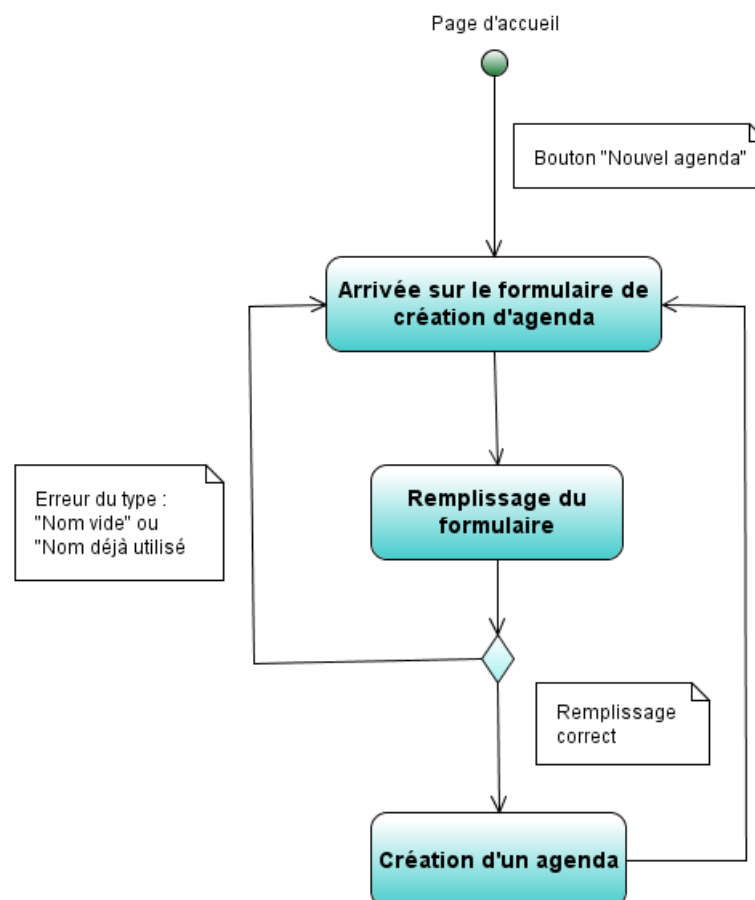 Page d'accueil
Bouton "Nouvel agenda"
Arrivée sur le formulaire de
création d'agenda
Remplissage du
formulaire
Erreur du type :
"Nom vide" ou
"Nom déjà utilisé
Remplissage
correct
Création d'un agenda